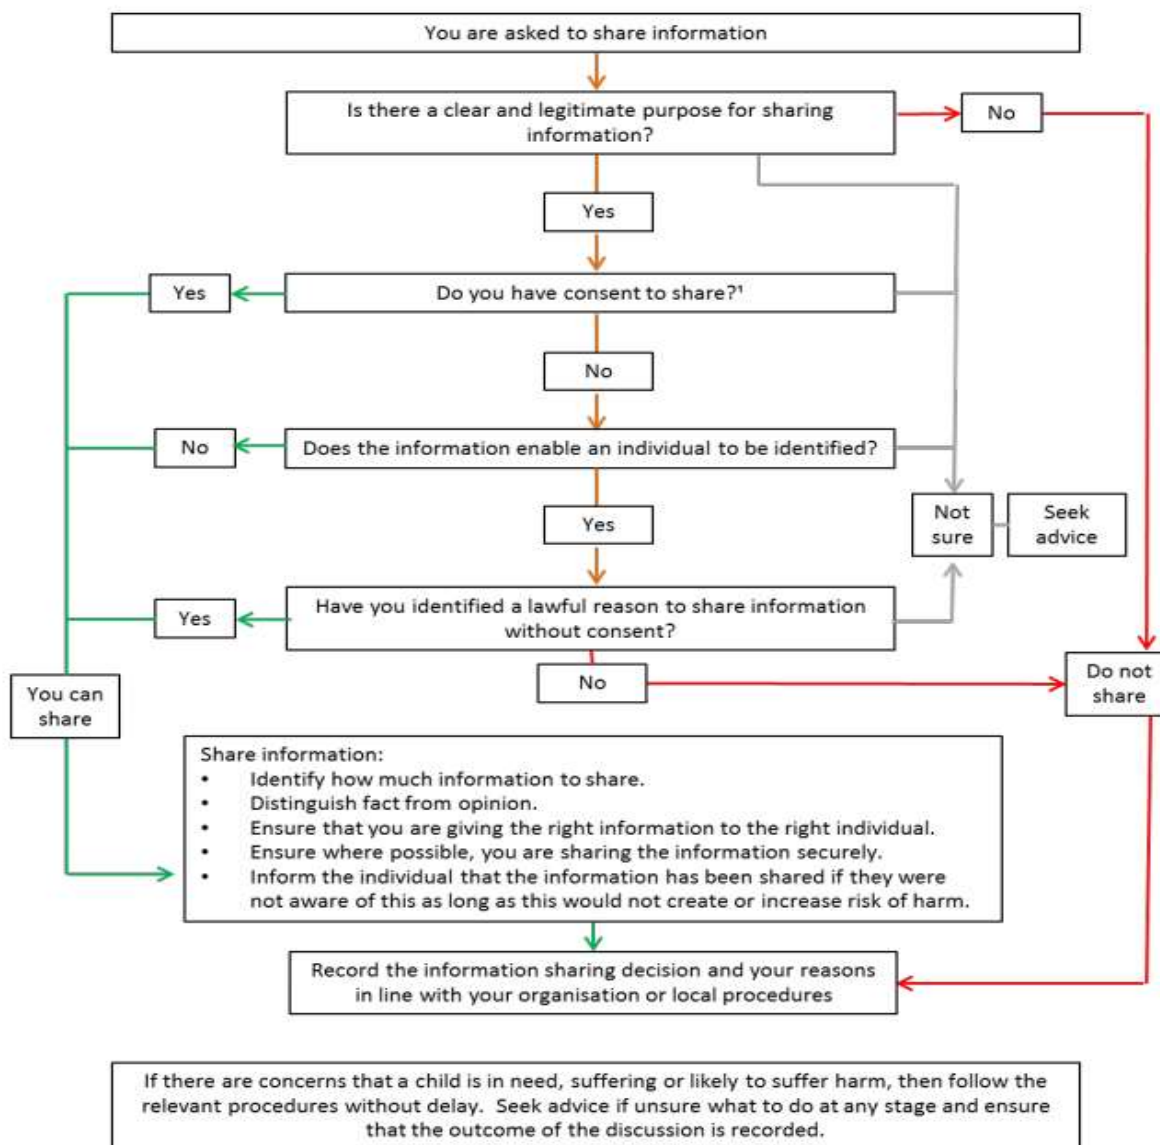 You are asked to share information
Is there a clear and legitimate purpose for sharing
information?
No
Yes
Yes
Do you have consent to share?¹
No
No
Does the information enable an individual to be identified?
Yes
Not
sure
Seek
advice
Yes
Have you identified a lawful reason to share information
without consent?
No
Do not
share
You can
share
Share information:
• Identify how much information to share.
• Distinguish fact from opinion.
• Ensure that you are giving the right information to the right individual.
• Ensure where possible, you are sharing the information securely.
• Inform the individual that the information has been shared if they were
not aware of this as long as this would not create or increase risk of harm.
Record the information sharing decision and your reasons
in line with your organisation or local procedures
If there are concerns that a child is in need, suffering or likely to suffer harm, then follow the
relevant procedures without delay. Seek advice if unsure what to do at any stage and ensure
that the outcome of the discussion is recorded.